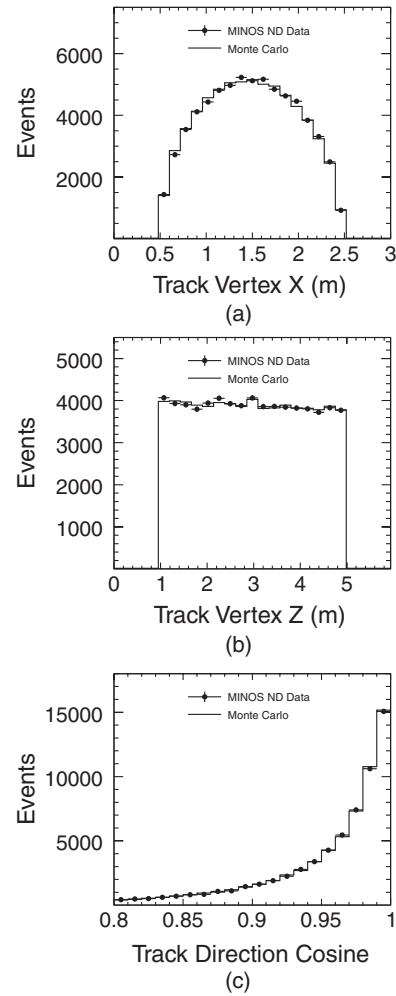 MINOS ND Data
Monte Carlo
Events
6000
4000
2000
0 0.5 1 1.5 2 2.5 3
Track Vertex X (m)
(a)
MINOS ND Data
Monte Carlo
Events
5000
4000
3000
2000
1000
0 1 2 3 4 5
Track Vertex Z (m)
(b)
MINOS ND Data
Monte Carlo
Events
15000
10000
5000
0.8 0.85 0.9 0.95 1
Track Direction Cosine
(c)